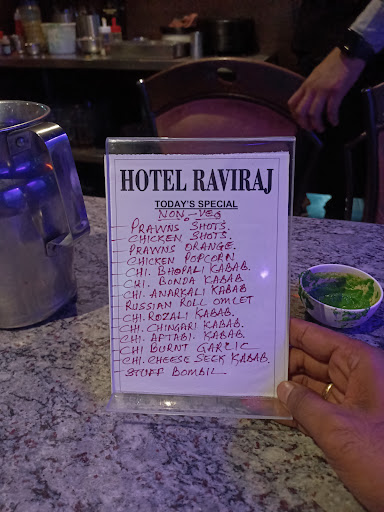 HOTEL RAVIRAJ
TODAY'S SPECIAL
NON-VEG
PRAWNS SHOTS.
CHICKEN SHOTS.
PRAWNS ORANGE.
CHICKEN POPCORN
CHI. BHOPALI KABAB.
CHI. BONDA KABAB.
CHI. ANARKALI KABAB
RUSSIAN ROLL OMLET
CHI. ROZALI KABAB.
CHI. CHINGARI KABAB.
CHI. AFTABI. KABAB.
CHI BURNT GARLIC
CHI. CHEESE SEEK KABAB.
STUFF BOMBIL.